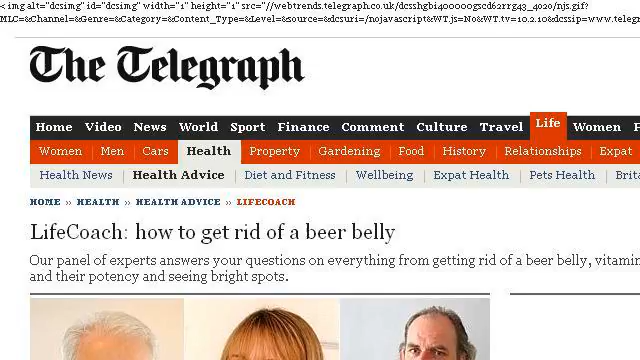 < img alt="dcsimg" id="dcsimg" width="1" height="1" src="//webtrends.telegraph.co.uk/dcsshgbi400000gscd62rrg43_4o2o/njs.gif?
MLC=&Channel=&Genre=&Category=&Content_Type=&Level=&source=&dcsuri=/nojavascript&WT.js=No&WT.tv=10.2.10&dcssip=www.telegr
The Telegraph
Home Video News World Sport Finance Comment Culture Travel Life Women F
Women Men Cars Health Property Gardening Food History Relationships Expat
Health News Health Advice Diet and Fitness Wellbeing Expat Health Pets Health Brita
HOME » HEALTH » HEALTH ADVICE » LIFECOACH
LifeCoach: how to get rid of a beer belly
Our panel of experts answers your questions on everything from getting rid of a beer belly, vitamin
and their potency and seeing bright spots.